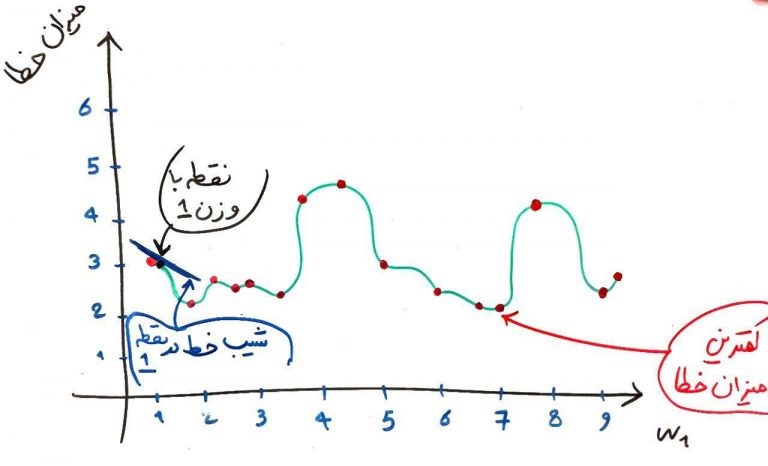 میزان خطا
6
5
4
3
2
1
نقطه با
وزن 1
شیب خط در نقطه
1
کمترین
میزان خطا
1 2 3 4 5 6 7 8 9
W1